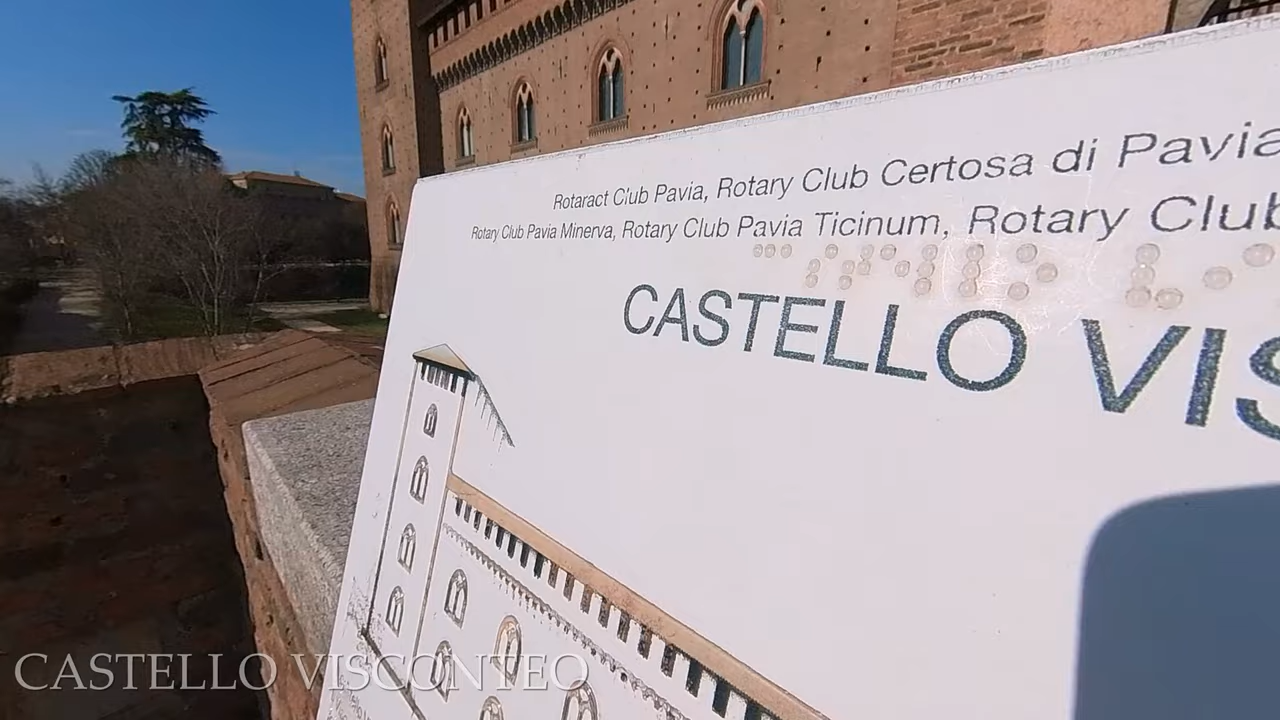 Rotaract Club Pavia, Rotary Club Certosa di Pavia
Rotary Club Pavia Minerva, Rotary Club Pavia Ticinum, Rotary Club
CASTELLO VIS
CASTELLO VISCONTEO